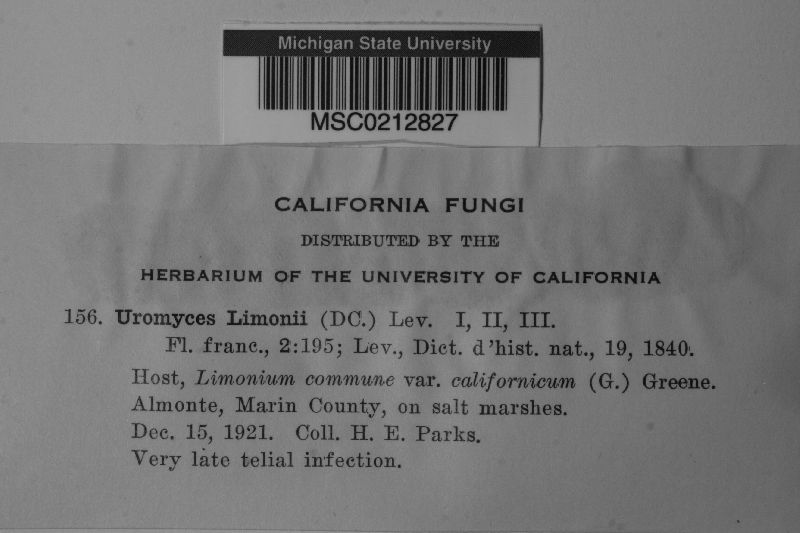 Michigan State University
MSC0212827
CALIFORNIA FUNGI
DISTRIBUTED BY THE
HERBARIUM OF THE UNIVERSITY OF CALIFORNIA
156. Uromyces Limonii (DC.) Lev. I, II, III.
Fl. franc., 2:195; Lev., Dict. d'hist. nat., 19, 1840.
Host, Limonium commune var. californicum (G.) Greene.
Almonte, Marin County, on salt marshes.
Dec. 15, 1921. Coll. H. E. Parks.
Very late telial infection.